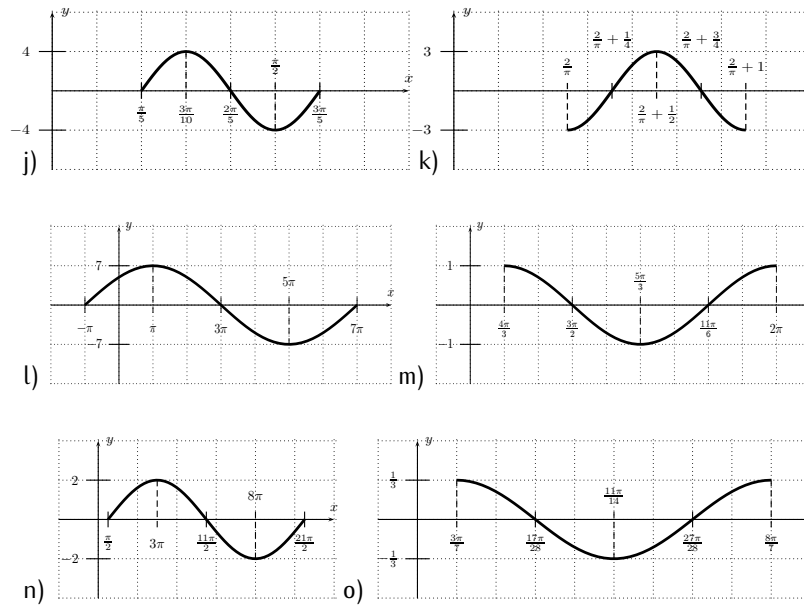 y
4
π/2
x
π/5 3π/10 2π/5 3π/5
−4
j)
y
2/π + 1/4 2/π + 3/4
3
2/π 2/π + 1
2/π + 1/2
−3
k)
y
7
5π
x
−π π 3π 7π
−7
l)
y
1
5π/3
4π/3 3π/2 11π/6 2π
−1
m)
y
2
8π
x
π/2 3π 11π/2 21π/2
−2
n)
y
1/3
11π/14
3π/7 17π/28 27π/28 8π/7
−1/3
o)